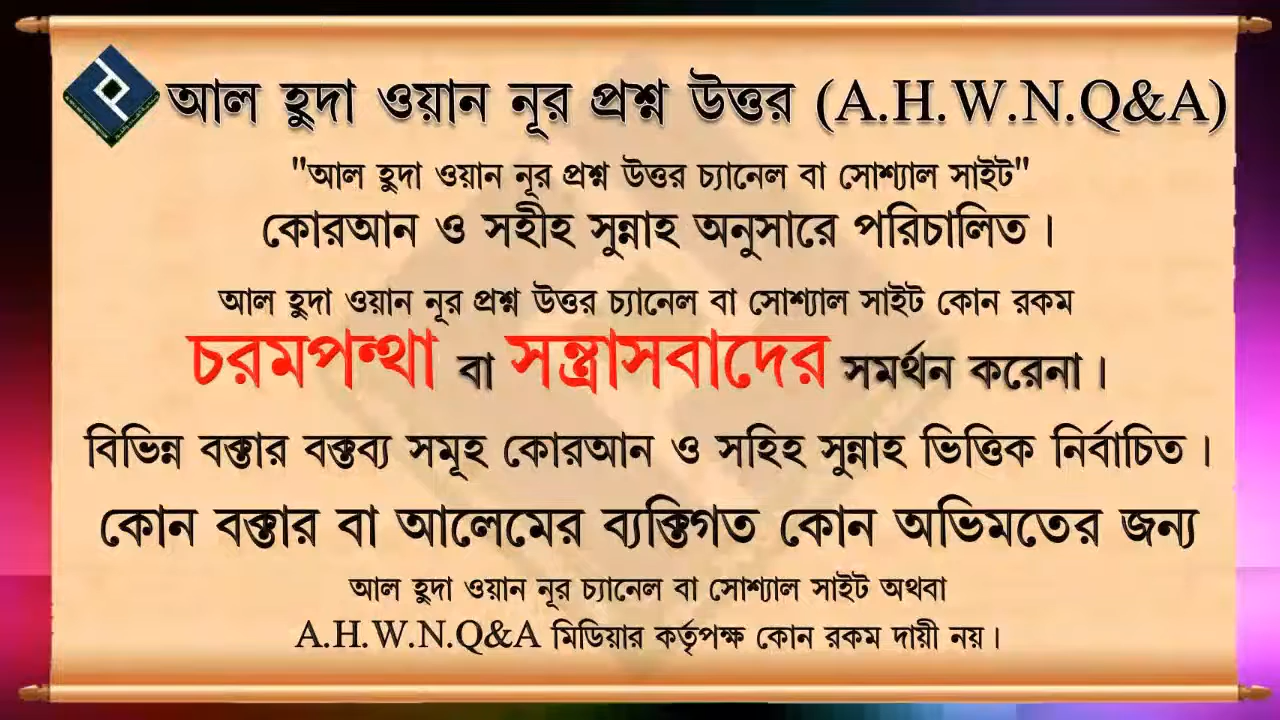 আল হুদা ওয়ান নূর প্রশ্ন উত্তর (A.H.W.N.Q&A)
"আল হুদা ওয়ান নূর প্রশ্ন উত্তর চ্যানেল বা সোশ্যাল সাইট"
কোরআন ও সহীহ সুন্নাহ অনুসারে পরিচালিত।
আল হুদা ওয়ান নূর প্রশ্ন উত্তর চ্যানেল বা সোশ্যাল সাইট কোন রকম
চরমপন্থা বা সন্ত্রাসবাদের সমর্থন করেনা।
বিভিন্ন বক্তার বক্তব্য সমূহ কোরআন ও সহিহ সুন্নাহ ভিত্তিক নির্বাচিত।
কোন বক্তার বা আলেমের ব্যক্তিগত কোন অভিমতের জন্য
আল হুদা ওয়ান নূর চ্যানেল বা সোশ্যাল সাইট অথবা
A.H.W.N.Q&A মিডিয়ার কর্তৃপক্ষ কোন রকম দায়ী নয়।